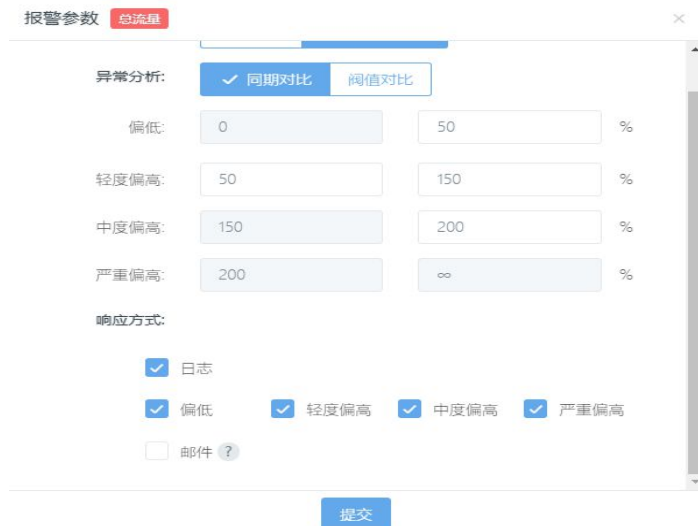 报警参数 总流量
异常分析: 同期对比 阀值对比
偏低: 0 50 %
轻度偏高: 50 150 %
中度偏高: 150 200 %
严重偏高: 200 ∞ %
响应方式:
日志
偏低 轻度偏高 中度偏高 严重偏高
邮件 ?
提交